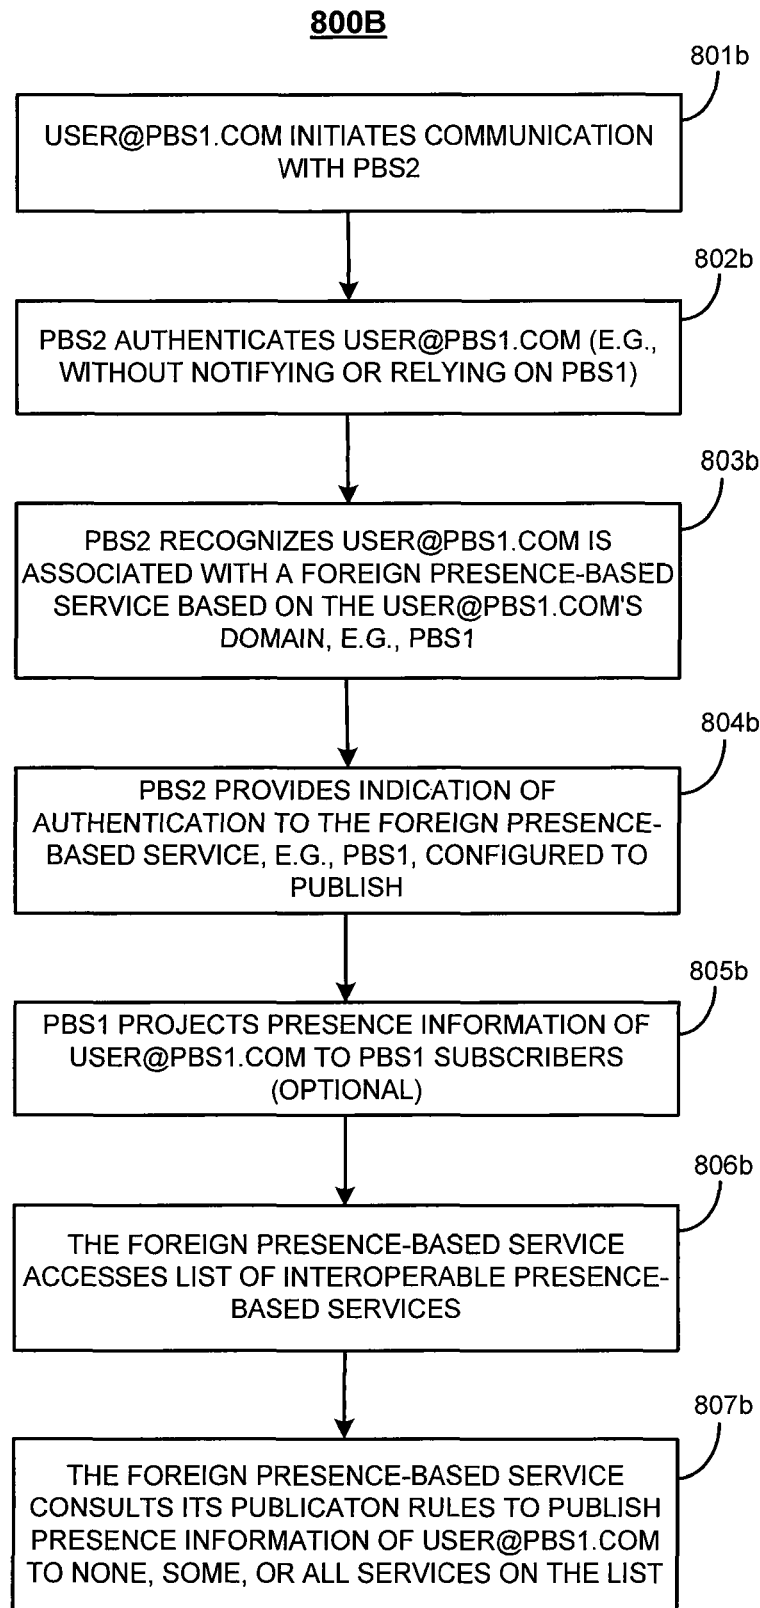 800B
801b
USER@PBS1.COM INITIATES COMMUNICATION
WITH PBS2
802b
PBS2 AUTHENTICATES USER@PBS1.COM (E.G.,
WITHOUT NOTIFYING OR RELYING ON PBS1)
803b
PBS2 RECOGNIZES USER@PBS1.COM IS
ASSOCIATED WITH A FOREIGN PRESENCE-BASED
SERVICE BASED ON THE USER@PBS1.COM'S
DOMAIN, E.G., PBS1
804b
PBS2 PROVIDES INDICATION OF
AUTHENTICATION TO THE FOREIGN PRESENCE-
BASED SERVICE, E.G., PBS1, CONFIGURED TO
PUBLISH
805b
PBS1 PROJECTS PRESENCE INFORMATION OF
USER@PBS1.COM TO PBS1 SUBSCRIBERS
(OPTIONAL)
806b
THE FOREIGN PRESENCE-BASED SERVICE
ACCESSES LIST OF INTEROPERABLE PRESENCE-
BASED SERVICES
807b
THE FOREIGN PRESENCE-BASED SERVICE
CONSULTS ITS PUBLICATON RULES TO PUBLISH
PRESENCE INFORMATION OF USER@PBS1.COM
TO NONE, SOME, OR ALL SERVICES ON THE LIST